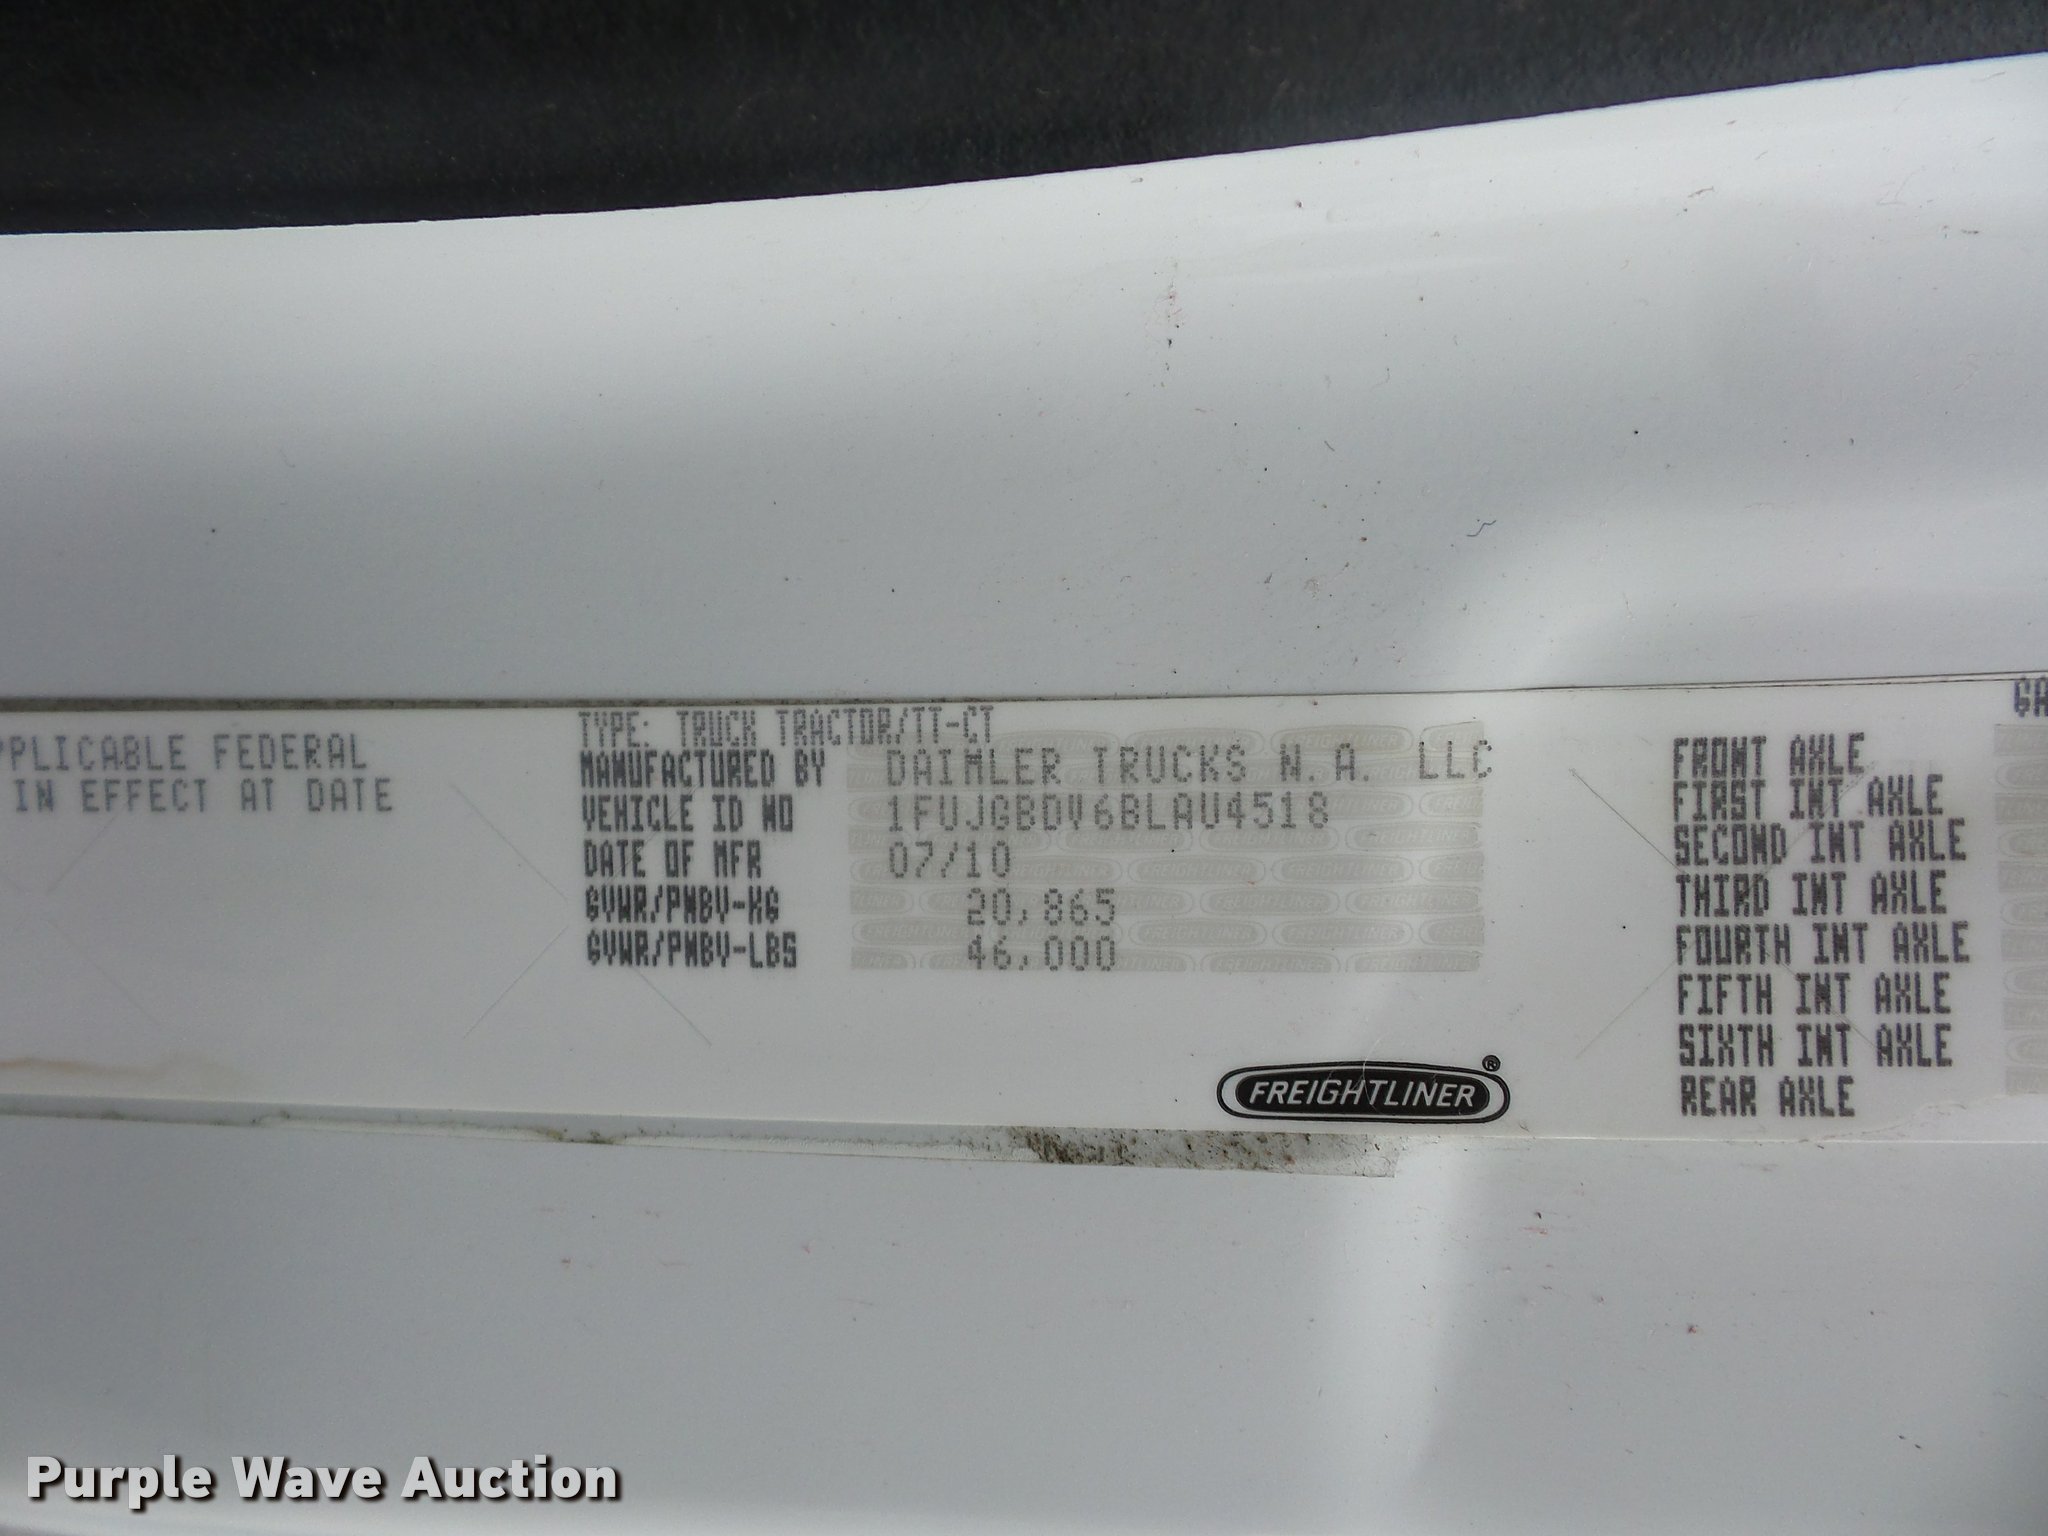 PPLICABLE FEDERAL
IN EFFECT AT DATE
TYPE: TRUCK TRACTOR/TT-CT
MANUFACTURED BY DAIMLER TRUCKS N.A. LLC
VEHICLE ID NO 1FUJGBDV6BLAU4518
DATE OF MFR 07/10
GVWR/PNBV-KG 20,865
GVWR/PNBV-LBS 46,000
FREIGHTLINER®
GA
FRONT AXLE
FIRST INT AXLE
SECOND INT AXLE
THIRD INT AXLE
FOURTH INT AXLE
FIFTH INT AXLE
SIXTH INT AXLE
REAR AXLE
Purple Wave Auction